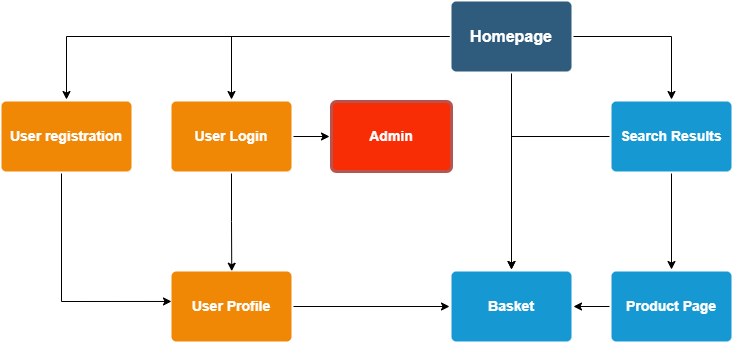 Homepage
User registration
User Login
Admin
Search Results
User Profile
Basket
Product Page